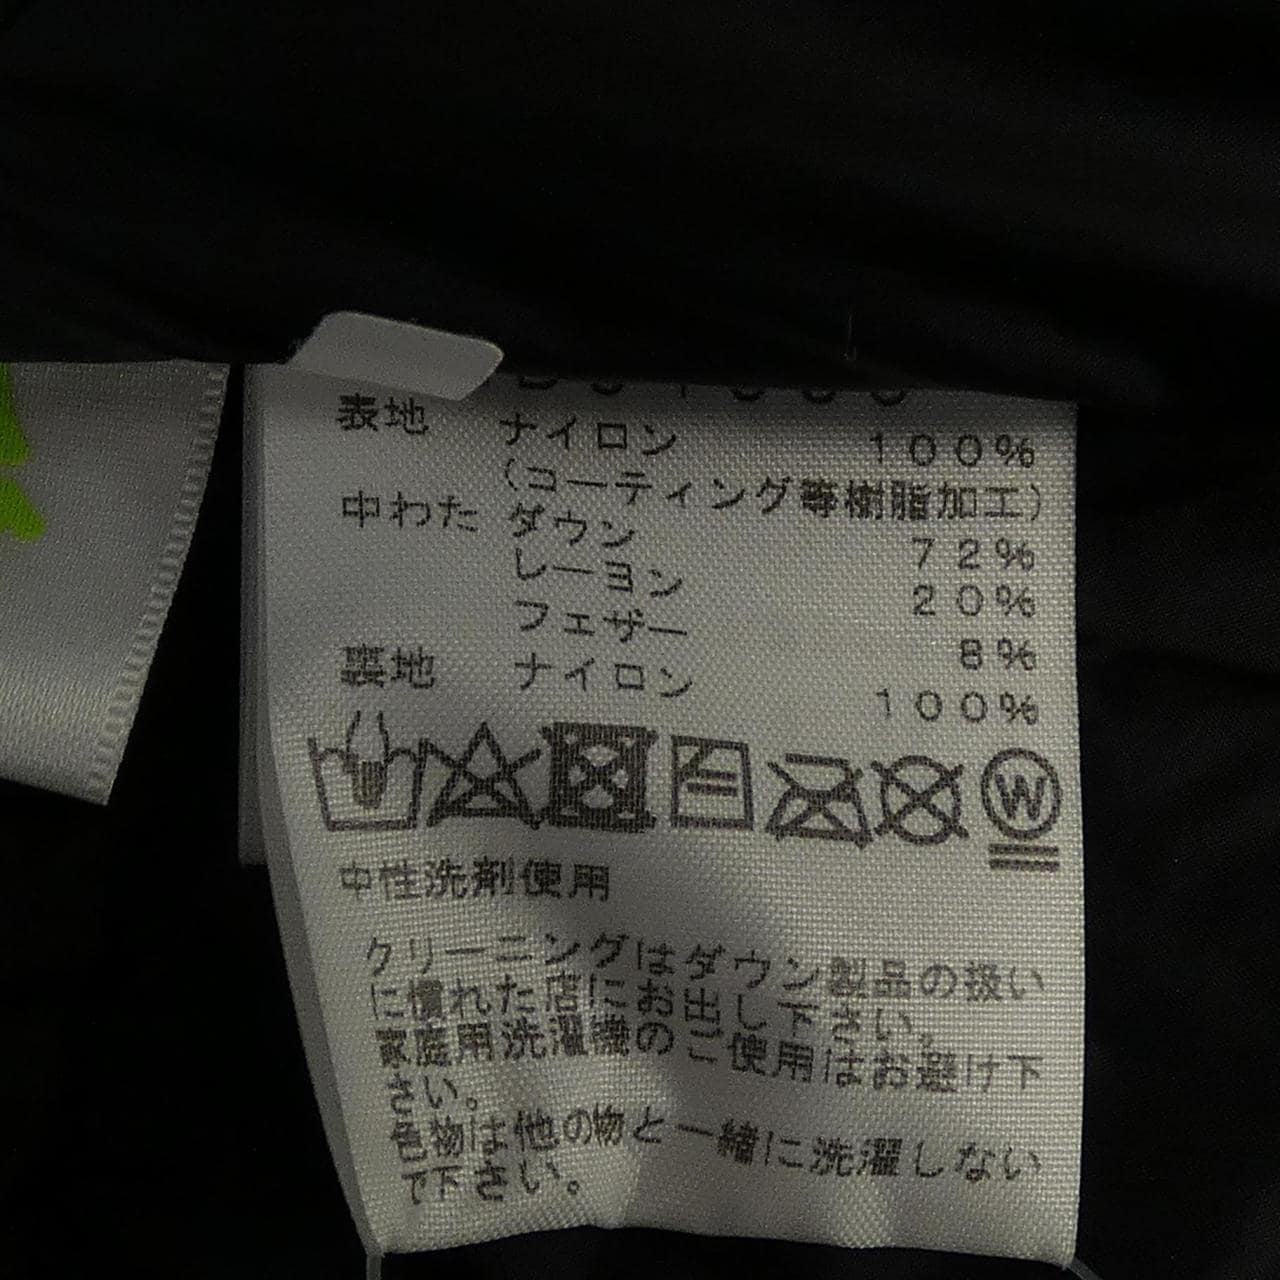 表地 ナイロン 100%
(コーティング等樹脂加工)
中わた ダウン 72%
レーヨン 20%
フェザー 8%
裏地 ナイロン 100%
W
中性洗剤使用
クリーニングはダウン製品の扱い
に慣れた店にお出し下さい。
家庭用洗濯機のご使用はお避け下
さい。
色物は他の物と一緒に洗濯しない
で下さい。